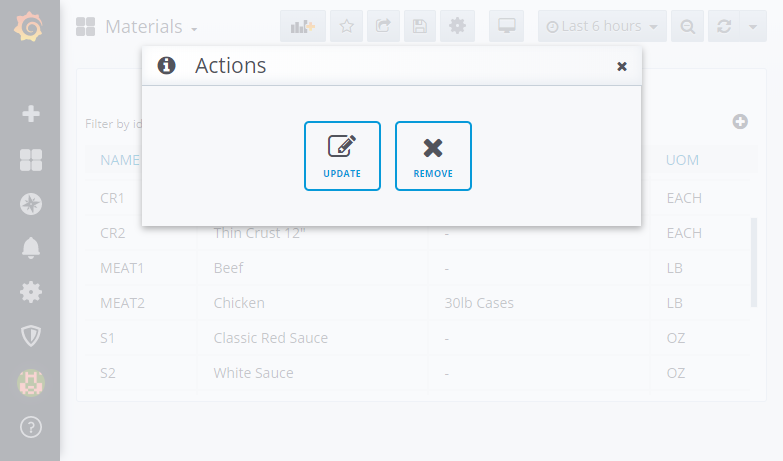 Materials
Last 6 hours
Actions
UPDATE
REMOVE
Filter by id
NAME UOM
CR1 EACH
CR2 Thin Crust 12" - EACH
MEAT1 Beef - LB
MEAT2 Chicken 30lb Cases LB
S1 Classic Red Sauce - OZ
S2 White Sauce - OZ